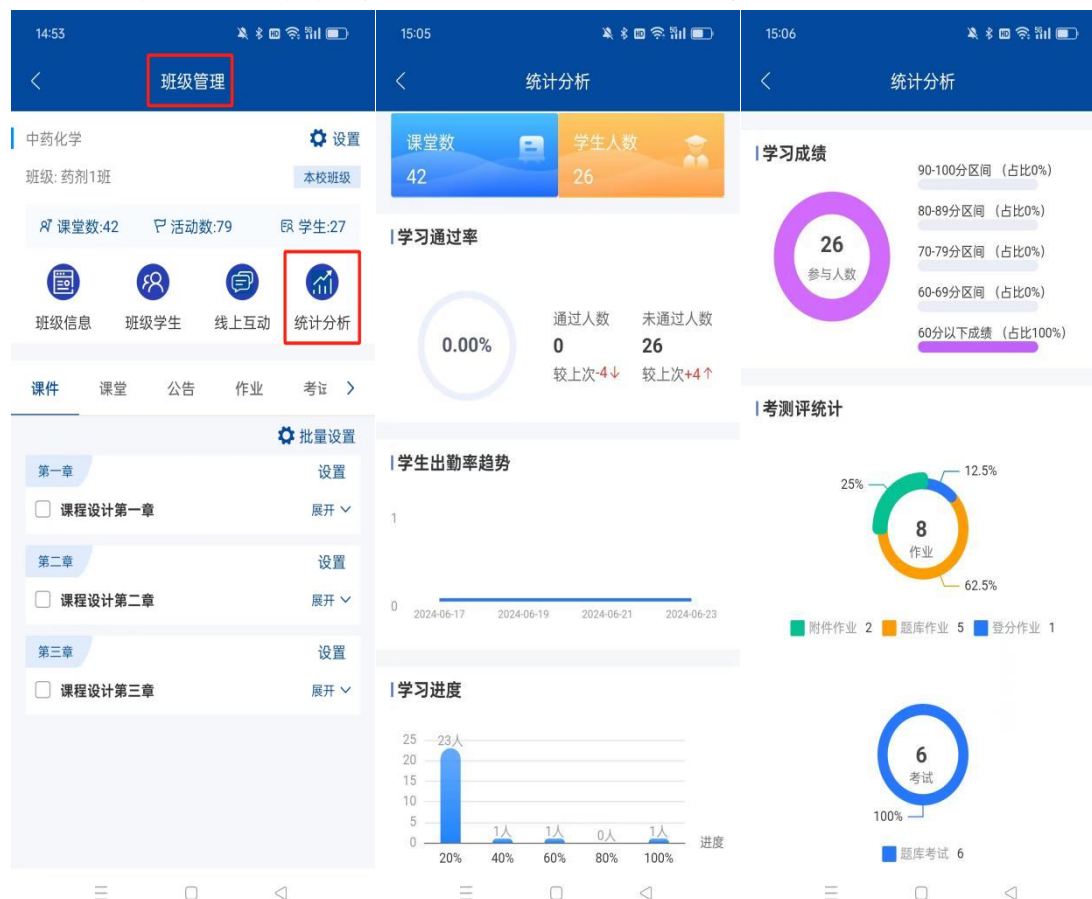 14:53
班级管理
中药化学
设置
班级: 药剂1班
本校班级
课堂数:42
活动数:79
学生:27
班级信息
班级学生
线上互动
统计分析
课件
课堂
公告
作业
批量设置
第一章
设置
课程设计第一章
展开
第二章
设置
课程设计第二章
展开
第三章
设置
课程设计第三章
展开
15:05
统计分析
课堂数
42
学生人数
26
学习通过率
0.00%
通过人数
未通过人数
0
26
较上次-4↓
较上次+4↑
学生出勤率趋势
1
0
2024-06-17
2024-06-19
2024-06-21
2024-06-23
学习进度
25
20
15
10
5
0
23人
1人
1人
0人
1人
进度
20%
40%
60%
80%
100%
15:06
统计分析
学习成绩
26
参与人数
90-100分区间 (占比0%)
80-89分区间 (占比0%)
70-79分区间 (占比0%)
60-69分区间 (占比0%)
60分以下成绩 (占比100%)
考测评统计
25%
12.5%
8
作业
62.5%
附件作业 2
题库作业 5
登分作业 1
6
考试
100%
题库考试 6